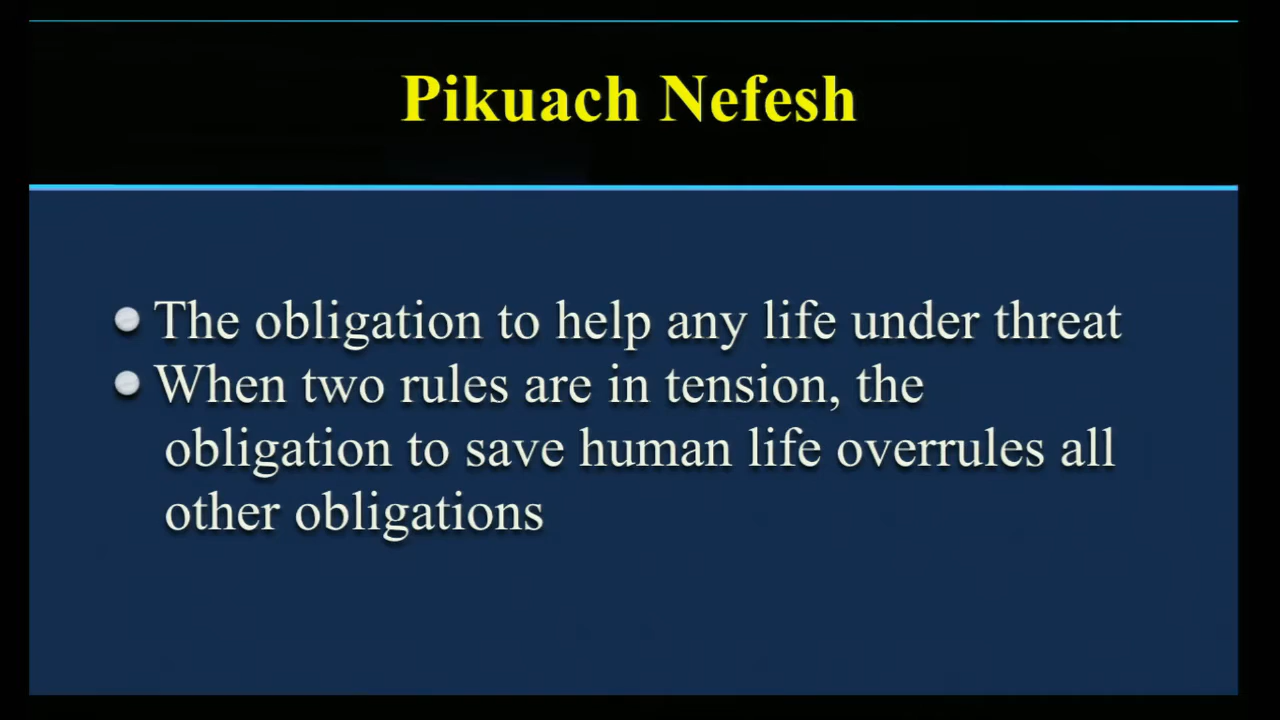 Pikuach Nefesh
• The obligation to help any life under threat
• When two rules are in tension, the
obligation to save human life overrules all
other obligations